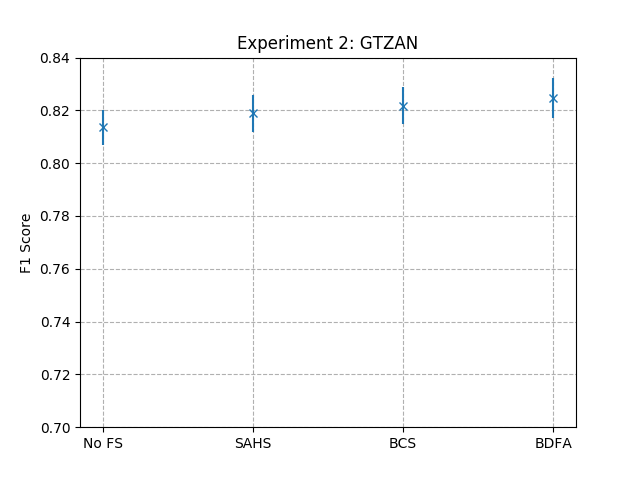 Experiment 2: GTZAN
0.84
0.82
0.80
0.78
0.76
0.74
0.72
0.70
F1 Score
No FS
SAHS
BCS
BDFA